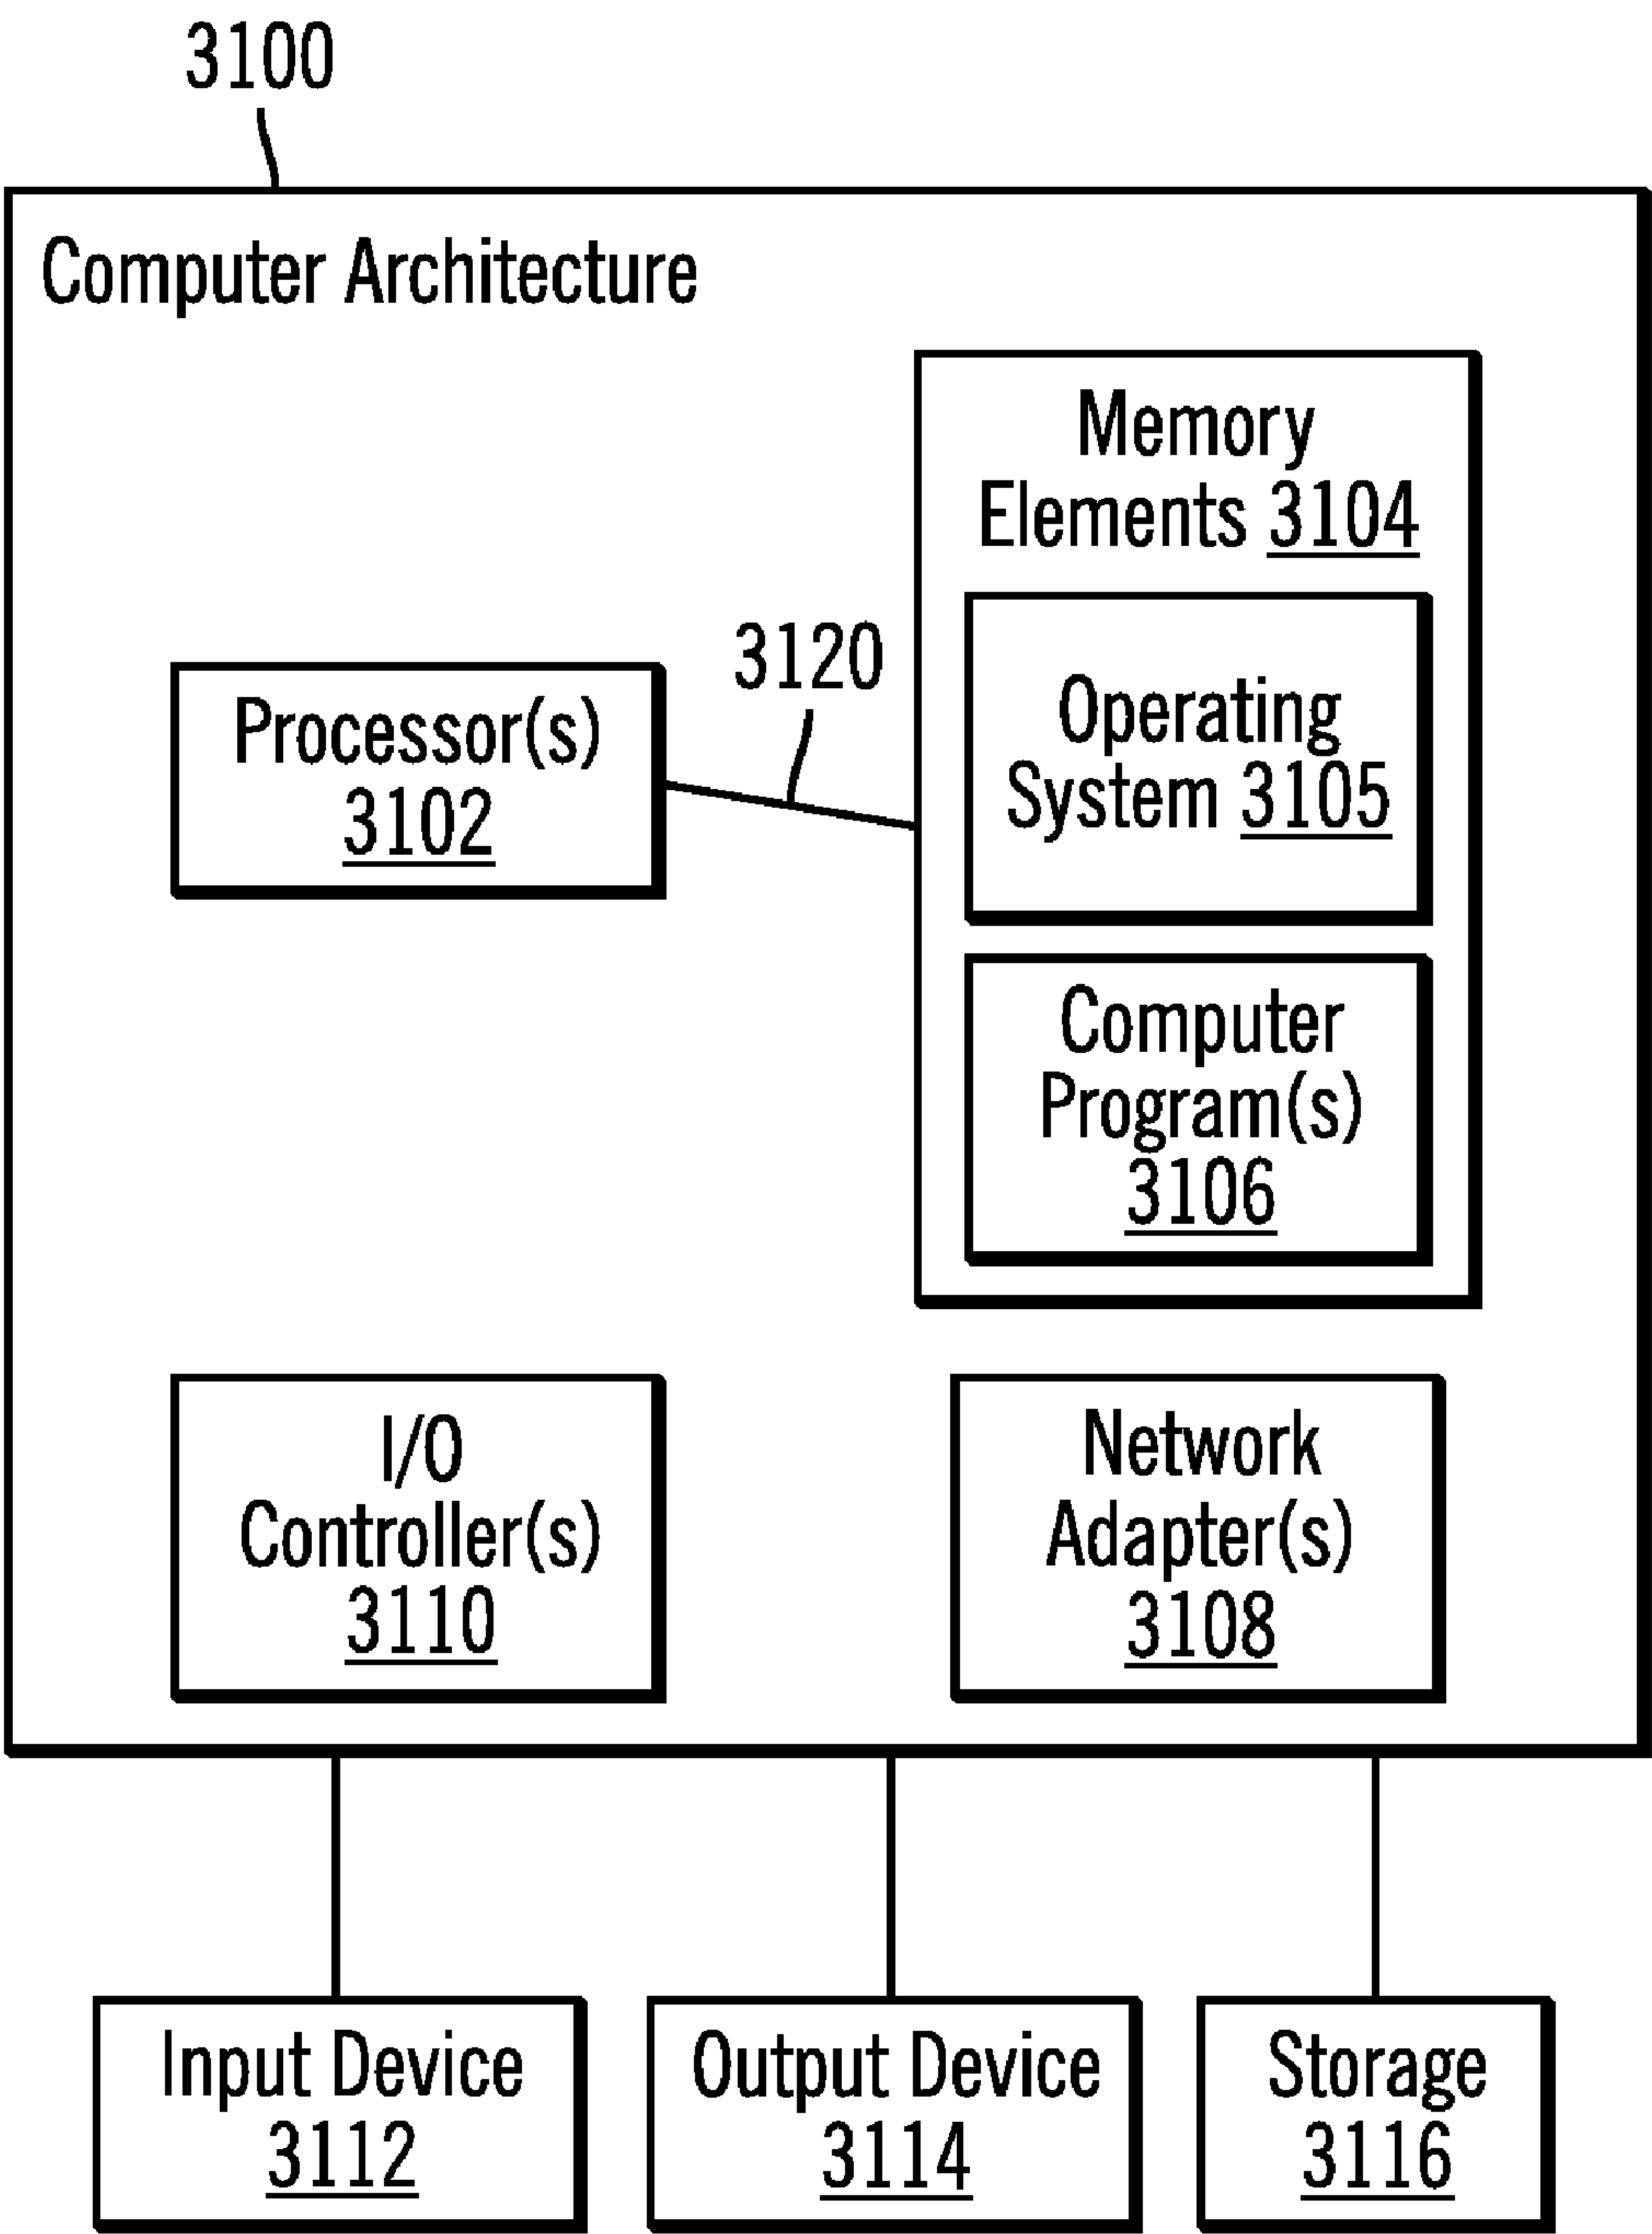 3100
Computer Architecture
Memory
Elements 3104
3120
Operating
System 3105
Processor(s)
3102
Computer
Program(s)
3106
I/O
Controller(s)
3110
Network
Adapter(s)
3108
Input Device
3112
Output Device
3114
Storage
3116